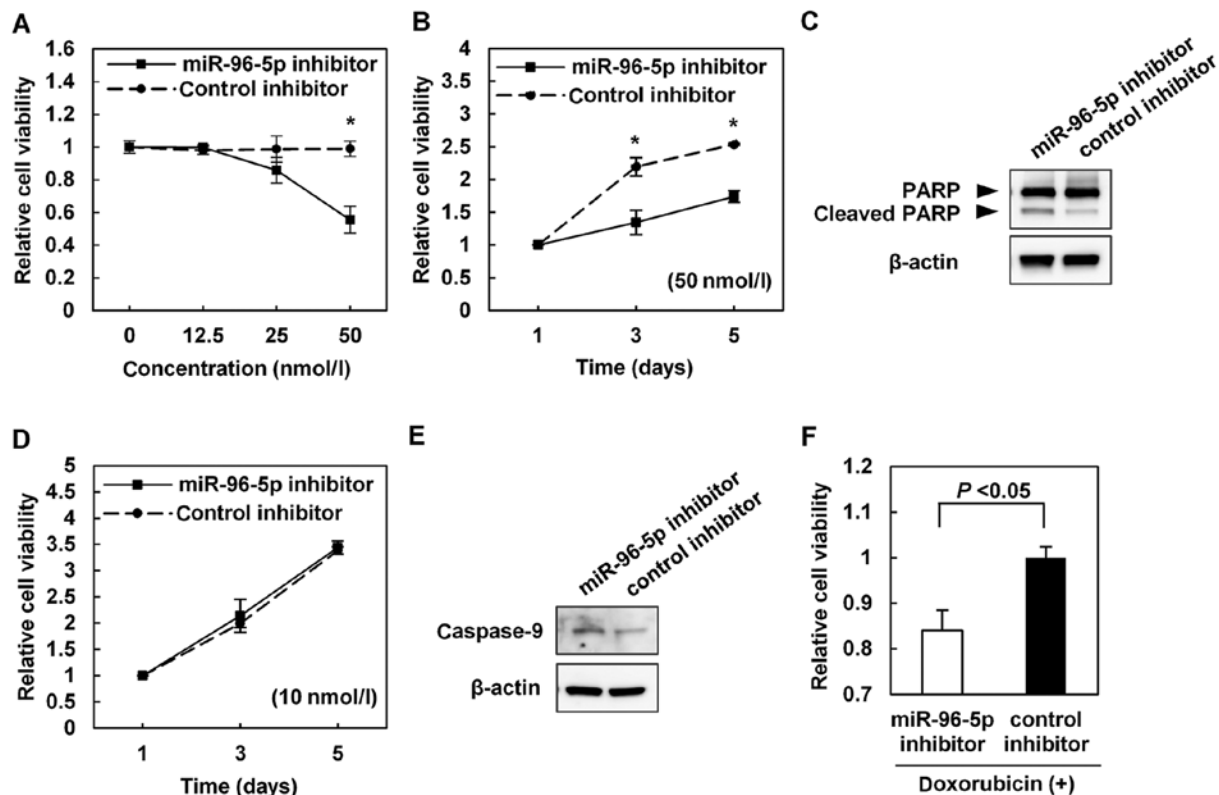 A
1.6
1.4
1.2
1
0.8
0.6
0.4
0.2
0
Relative cell viability
miR-96-5p inhibitor
Control inhibitor
*
0 12.5 25 50
Concentration (nmol/l)
B
4
3.5
3
2.5
2
1.5
1
0.5
0
Relative cell viability
miR-96-5p inhibitor
Control inhibitor
* *
(50 nmol/l)
1 3 5
Time (days)
C
miR-96-5p inhibitor
control inhibitor
PARP
Cleaved PARP
β-actin
D
5
4.5
4
3.5
3
2.5
2
1.5
1
0.5
0
Relative cell viability
miR-96-5p inhibitor
Control inhibitor
(10 nmol/l)
1 3 5
Time (days)
E
miR-96-5p inhibitor
control inhibitor
Caspase-9
β-actin
F
1.2
1.1
1
0.9
0.8
0.7
Relative cell viability
P <0.05
miR-96-5p control
inhibitor inhibitor
Doxorubicin (+)